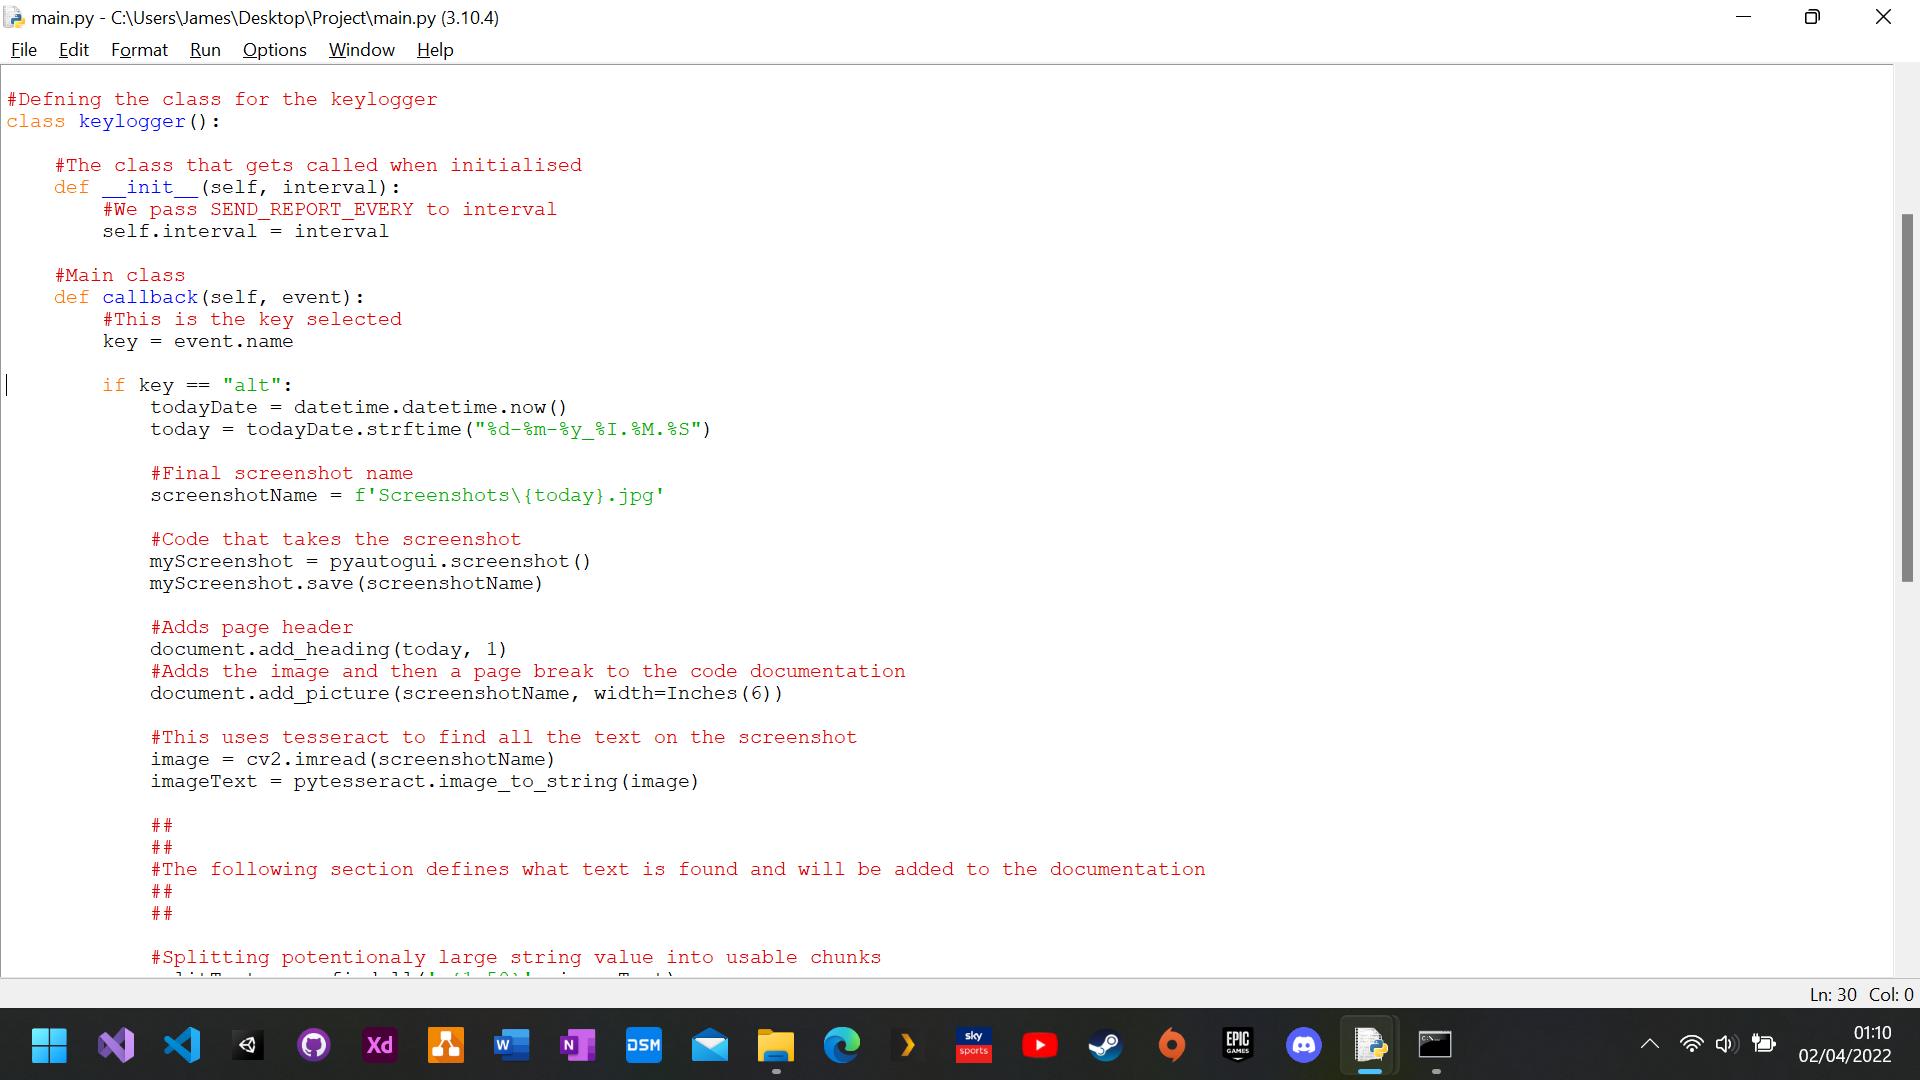 main.py - C:\Users\James\Desktop\Project\main.py (3.10.4)
File Edit Format Run Options Window Help
#Defning the class for the keylogger
class keylogger():
#The class that gets called when initialised
def __init__(self, interval):
#We pass SEND_REPORT_EVERY to interval
self.interval = interval
#Main class
def callback(self, event):
#This is the key selected
key = event.name
if key == "alt":
todayDate = datetime.datetime.now()
today = todayDate.strftime("%d-%m-%y_%I.%M.%S")
#Final screenshot name
screenshotName = f'Screenshots\{today}.jpg'
#Code that takes the screenshot
myScreenshot = pyautogui.screenshot()
myScreenshot.save(screenshotName)
#Adds page header
document.add_heading(today, 1)
#Adds the image and then a page break to the code documentation
document.add_picture(screenshotName, width=Inches(6))
#This uses tesseract to find all the text on the screenshot
image = cv2.imread(screenshotName)
imageText = pytesseract.image_to_string(image)
##
##
#The following section defines what text is found and will be added to the documentation
##
##
#Splitting potentionaly large string value into usable chunks
Ln: 30 Col: 0
Xd W N DSM sky sports EPIC GAMES
01:10
02/04/2022